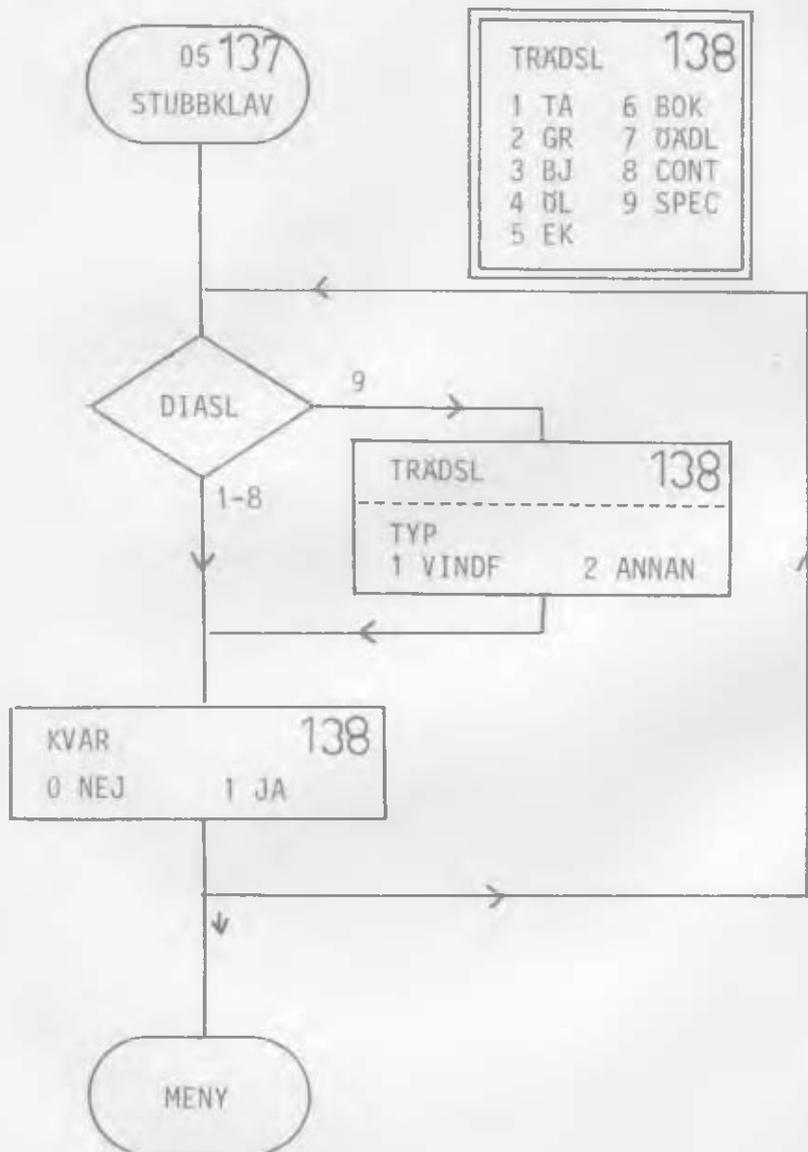 05 137
STUBBKLAV
TRÄDSL 138
1 TA 6 BOK
2 GR 7 ÖÄDL
3 BJ 8 CONT
4 ÖL 9 SPEC
5 EK
DIASL
9
1-8
TRÄDSL 138
TYP
1 VINDF 2 ANNAN
KVAR 138
0 NEJ 1 JA
MENY